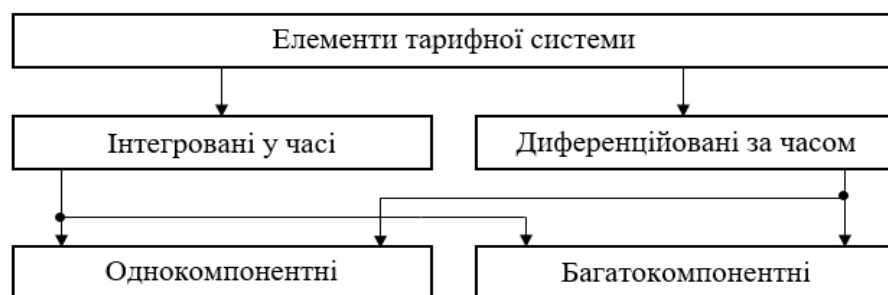 Елементи тарифної системи
Інтегровані у часі
Диференційовані за часом
Однокомпонентні
Багатокомпонентні